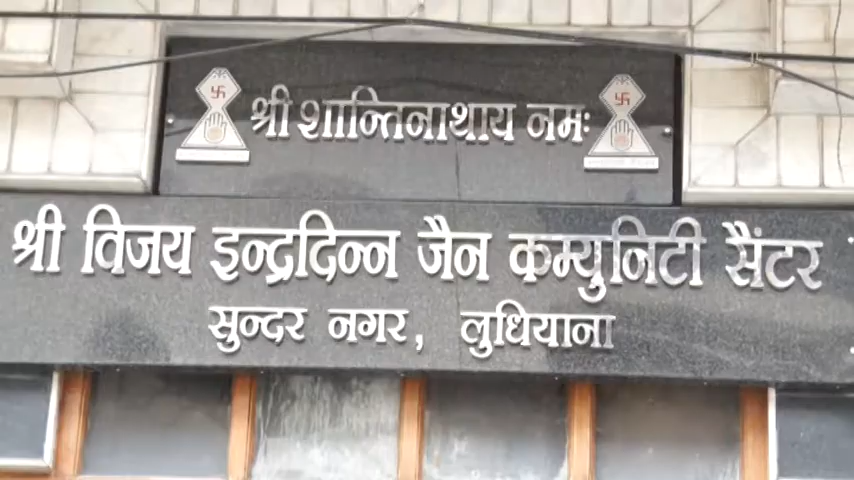 श्री शान्तिनाथाय नमः
श्री विजय इन्द्रदिन्न जैन कम्युनिटी सैंटर
सुन्दर नगर, लुधियाना